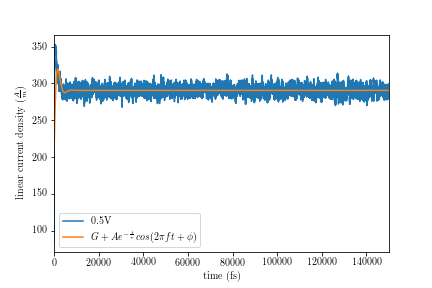 350
300
250
200
150
100
linear current density (A/m)
0.5V
G + Ae^{-t/τ}cos(2πft + ϕ)
0 20000 40000 60000 80000 100000 120000 140000
time (fs)